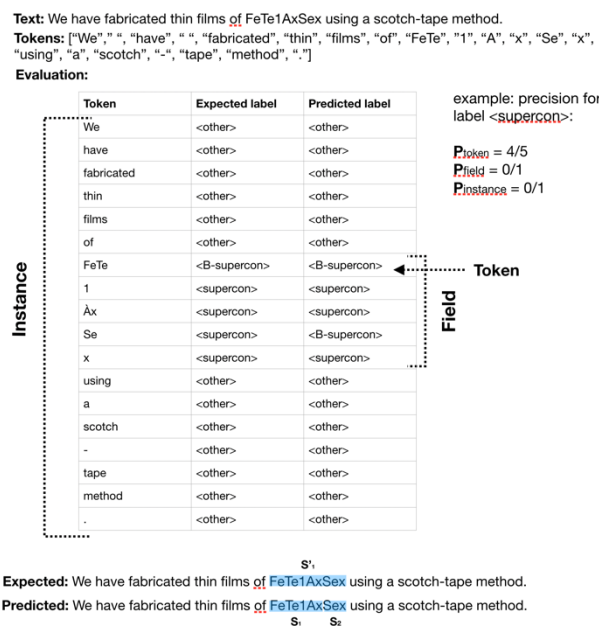 Text: We have fabricated thin films of FeTe1AxSex using a scotch-tape method.
Tokens: [“We”,” “, “have”, “ “, “fabricated”, “thin”, “films”, “of”, “FeTe”, ”1”, “A”, “x”, “Se”, “x”,
“using”, “a”, “scotch”, “-“, “tape”, “method”, “.”]
Evaluation:
example: precision for
label <supercon>:
Ptoken = 4/5
Pfield = 0/1
Pinstance = 0/1
Token Expected label Predicted label
We <other> <other>
have <other> <other>
fabricated <other> <other>
thin <other> <other>
films <other> <other>
of <other> <other>
FeTe <B-supercon> <B-supercon>
1 <supercon> <supercon>
Àx <supercon> <supercon>
Se <supercon> <B-supercon>
x <supercon> <supercon>
using <other> <other>
a <other> <other>
scotch <other> <other>
- <other> <other>
tape <other> <other>
method <other> <other>
. <other> <other>
Instance
Token
Field
S'₁
Expected: We have fabricated thin films of FeTe1AxSex using a scotch-tape method.
Predicted: We have fabricated thin films of FeTe1AxSex using a scotch-tape method.
S₁ S₂